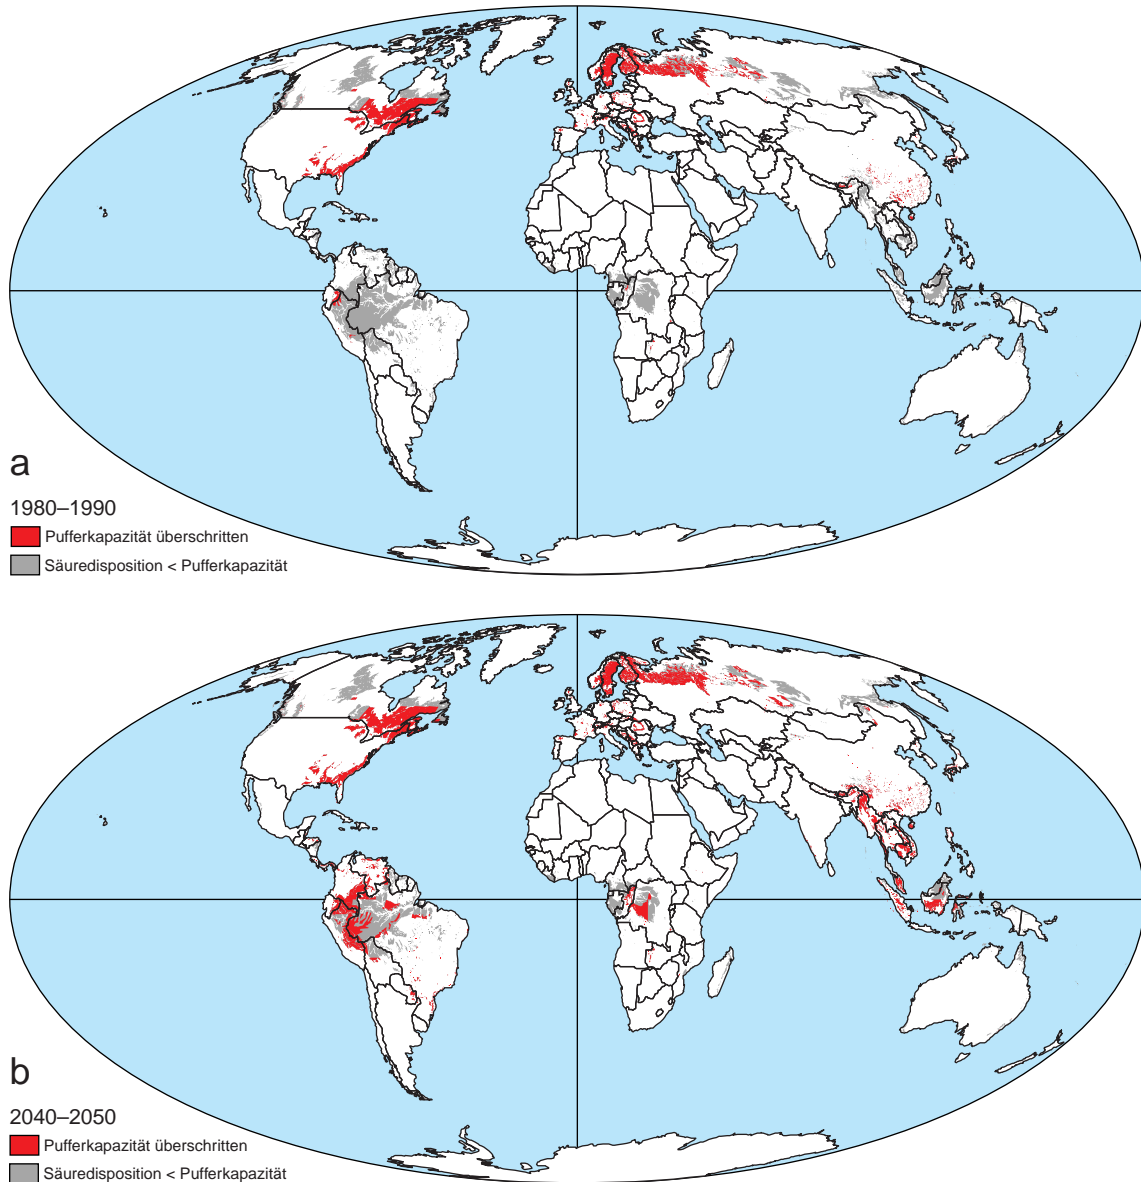 a
1980–1990
Pufferkapazität überschritten
Säuredisposition < Pufferkapazität
b
2040–2050
Pufferkapazität überschritten
Säuredisposition < Pufferkapazität